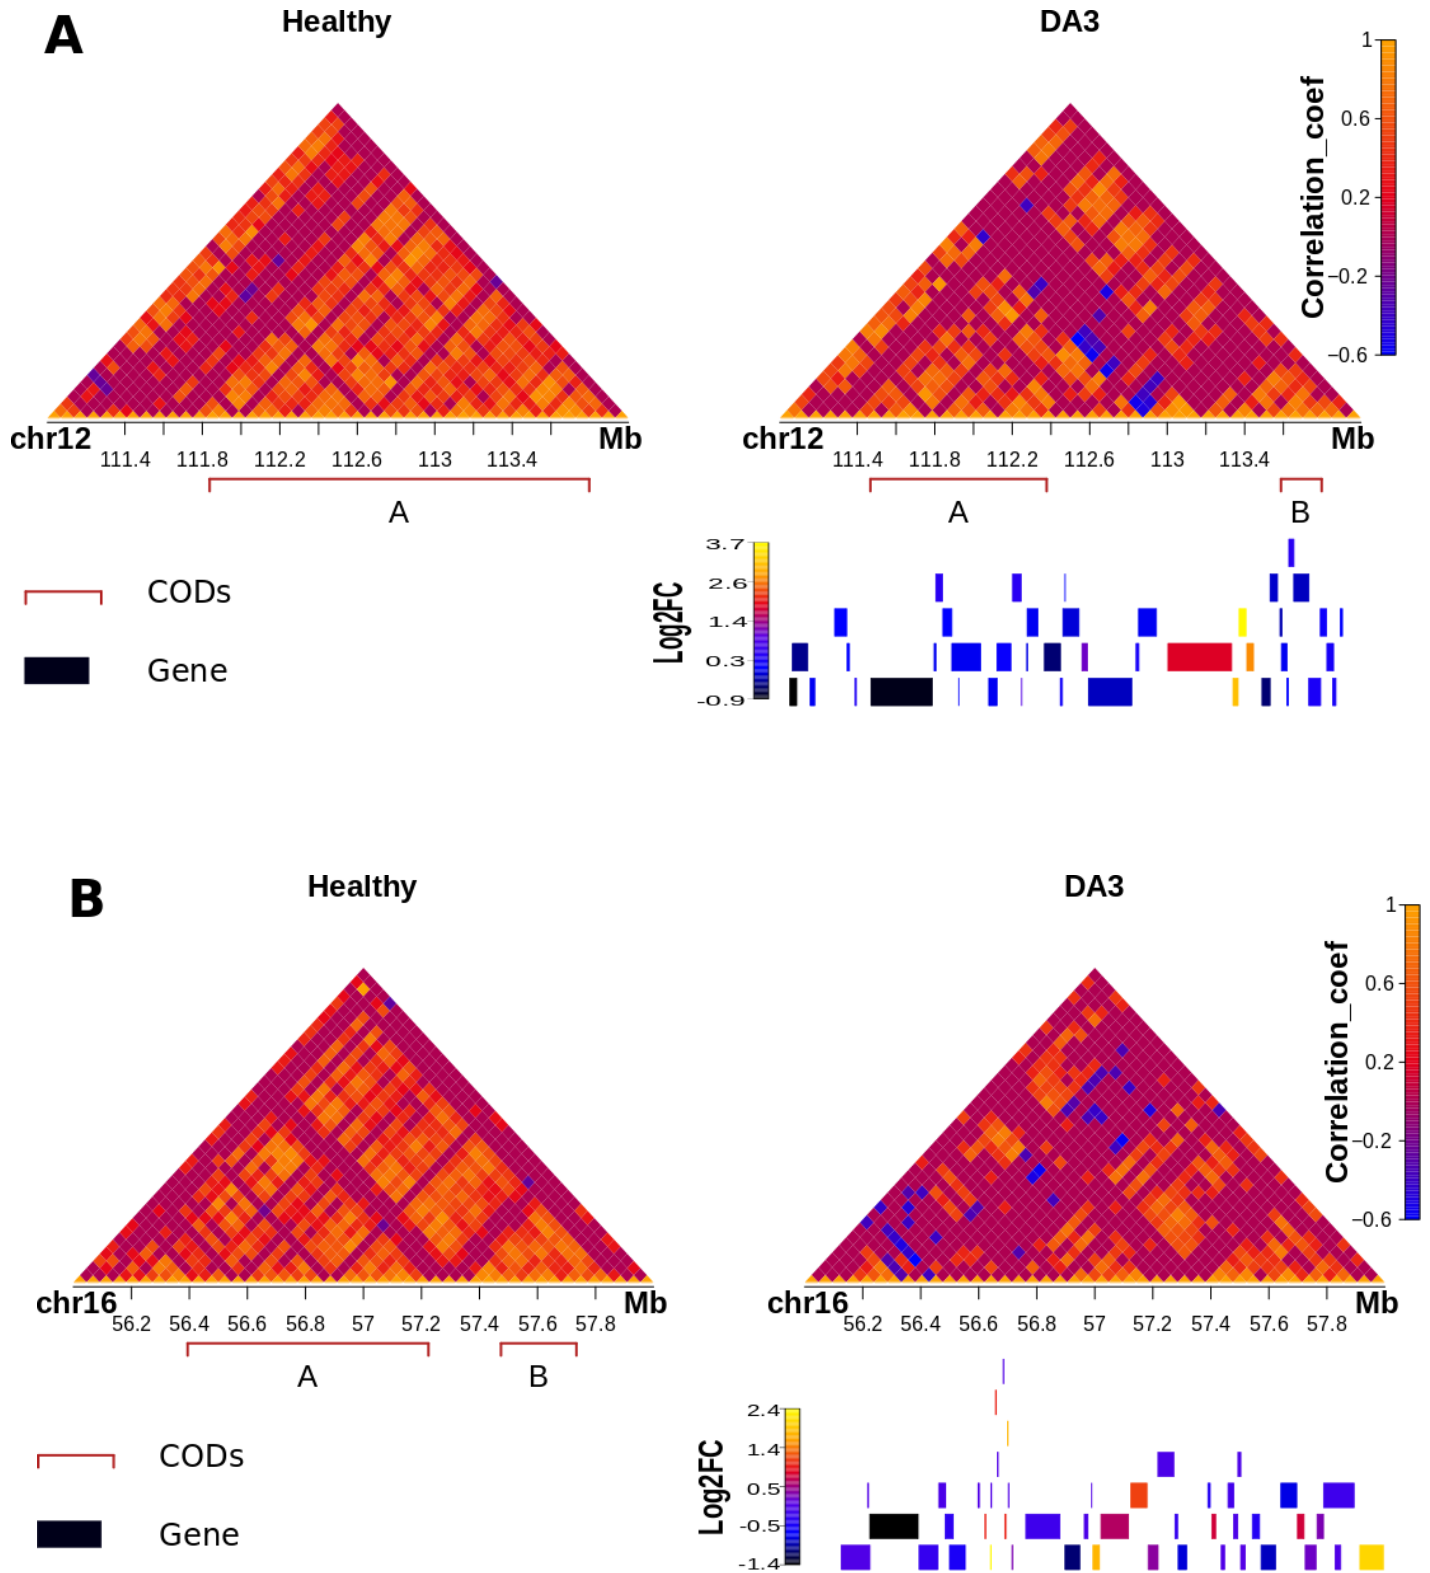 A
Healthy
DA3
Correlation_coef
1
0.6
0.2
−0.2
−0.6
chr12
Mb
111.4 111.8 112.2 112.6 113 113.4
A
chr12
Mb
111.4 111.8 112.2 112.6 113 113.4
A B
CODs
Gene
Log2FC
3.7
2.6
1.4
0.3
-0.9
B
Healthy
DA3
Correlation_coef
1
0.6
0.2
−0.2
−0.6
chr16
Mb
56.2 56.4 56.6 56.8 57 57.2 57.4 57.6 57.8
A B
chr16
Mb
56.2 56.4 56.6 56.8 57 57.2 57.4 57.6 57.8
CODs
Gene
Log2FC
2.4
1.4
0.5
-0.5
-1.4